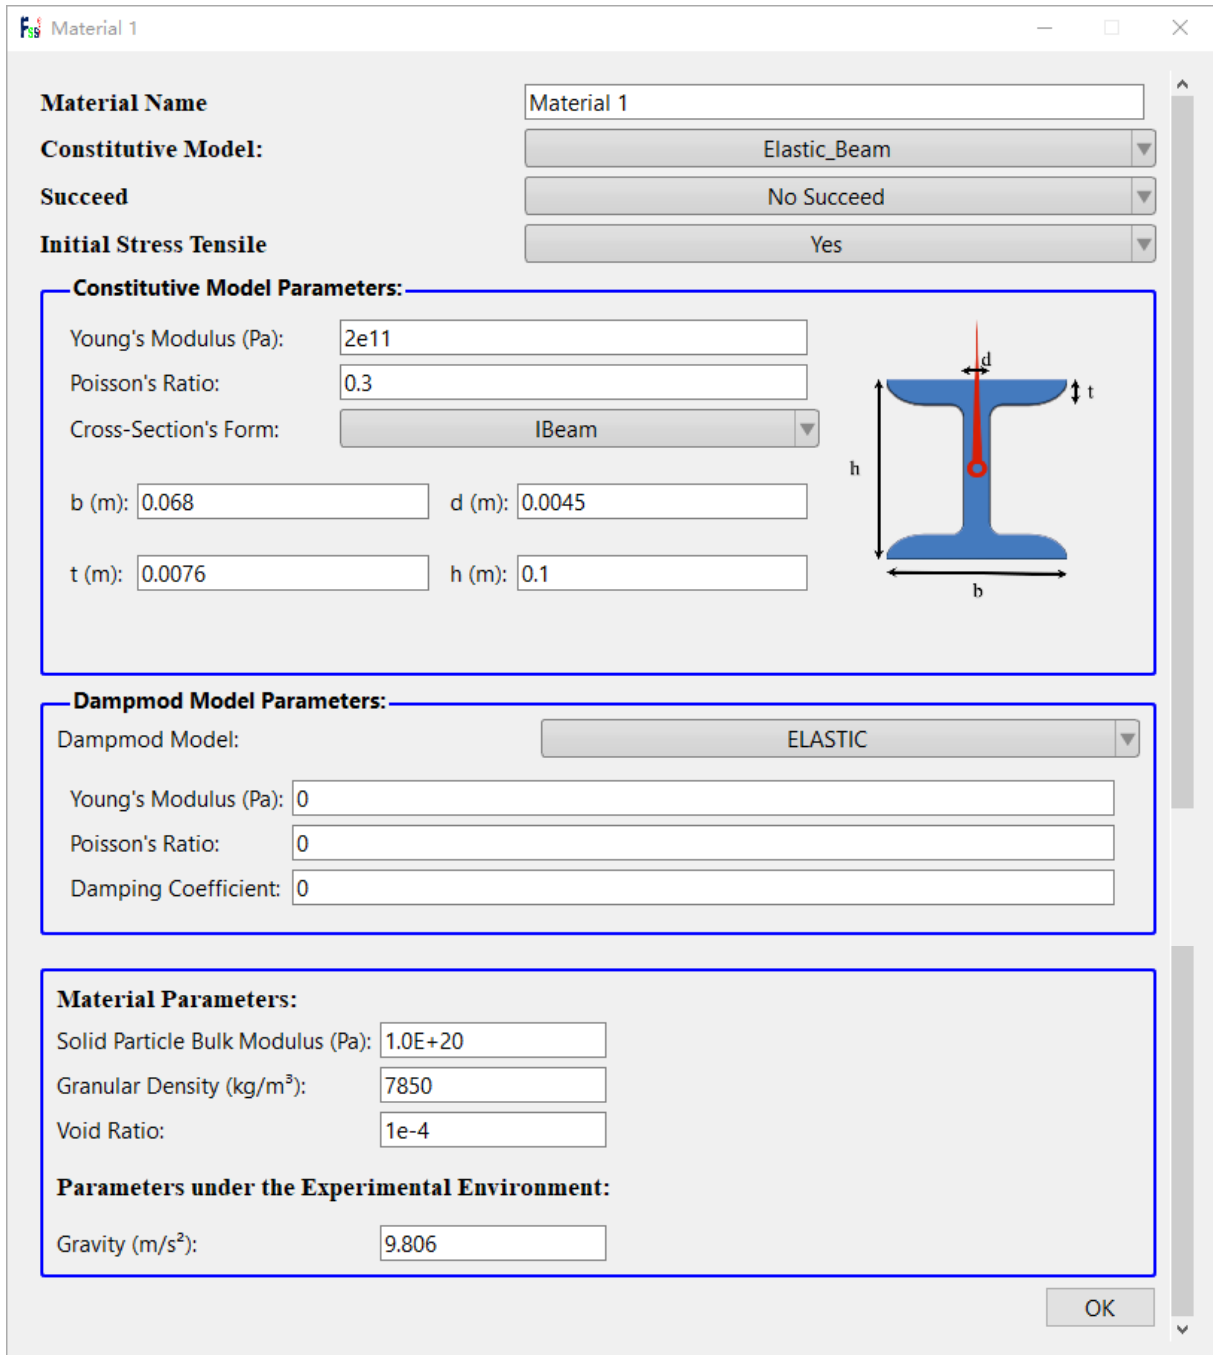 Fss Material 1
Material Name Material 1
Constitutive Model: Elastic_Beam
Succeed No Succeed
Initial Stress Tensile Yes
Constitutive Model Parameters:
Young's Modulus (Pa): 2e11
Poisson's Ratio: 0.3
Cross-Section's Form: IBeam
b (m): 0.068 d (m): 0.0045
t (m): 0.0076 h (m): 0.1
d
t
h
b
Dampmod Model Parameters:
Dampmod Model: ELASTIC
Young's Modulus (Pa): 0
Poisson's Ratio: 0
Damping Coefficient: 0
Material Parameters:
Solid Particle Bulk Modulus (Pa): 1.0E+20
Granular Density (kg/m³): 7850
Void Ratio: 1e-4
Parameters under the Experimental Environment:
Gravity (m/s²): 9.806
OK